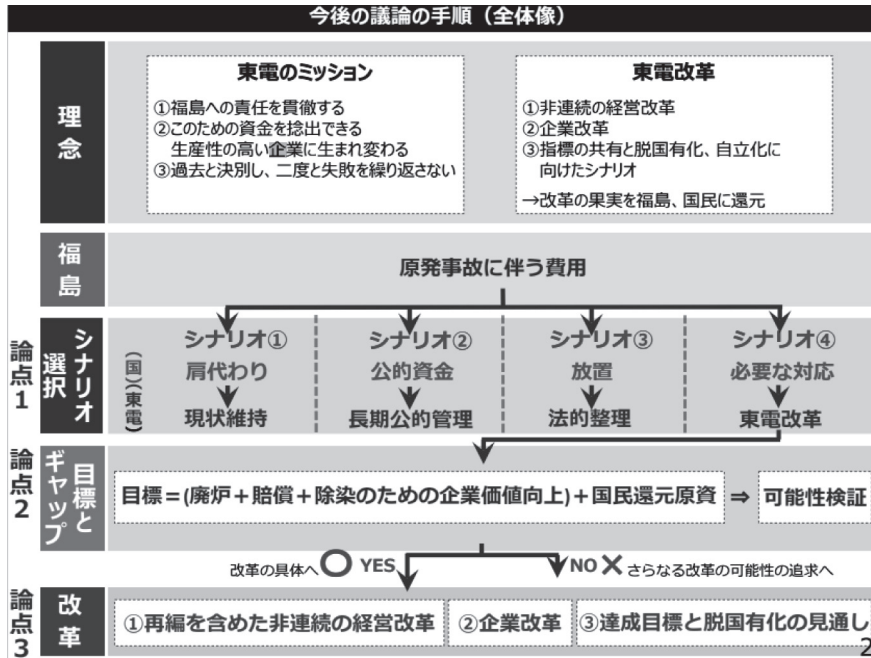 今後の議論の手順（全体像）
理念
東電のミッション
①福島への責任を貫徹する
②このための資金を捻出できる
生産性の高い企業に生まれ変わる
③過去と決別し、二度と失敗を繰り返さない
東電改革
①非連続の経営改革
②企業改革
③指標の共有と脱国有化、自立化に
向けたシナリオ
→改革の果実を福島、国民に還元
福島
原発事故に伴う費用
論点1
シナリオ選択
(国)(東電)
シナリオ①
肩代わり
現状維持
シナリオ②
公的資金
長期公的管理
シナリオ③
放置
法的整理
シナリオ④
必要な対応
東電改革
論点2
目標とギャップ
目標＝(廃炉＋賠償＋除染のための企業価値向上)＋国民還元原資
⇒
可能性検証
改革の具体へ
YES
NO
さらなる改革の可能性の追求へ
論点3
改革
①再編を含めた非連続の経営改革
②企業改革
③達成目標と脱国有化の見通し
2